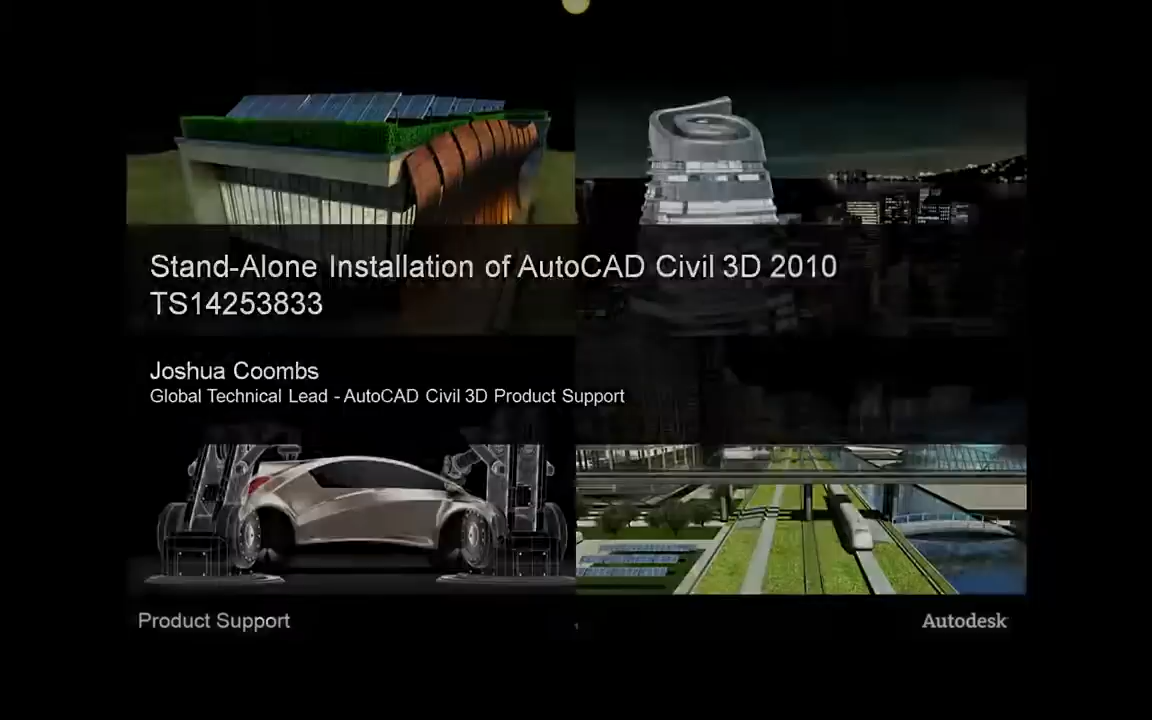 Stand-Alone Installation of AutoCAD Civil 3D 2010
TS14253833
Joshua Coombs
Global Technical Lead - AutoCAD Civil 3D Product Support
Product Support
1
Autodesk